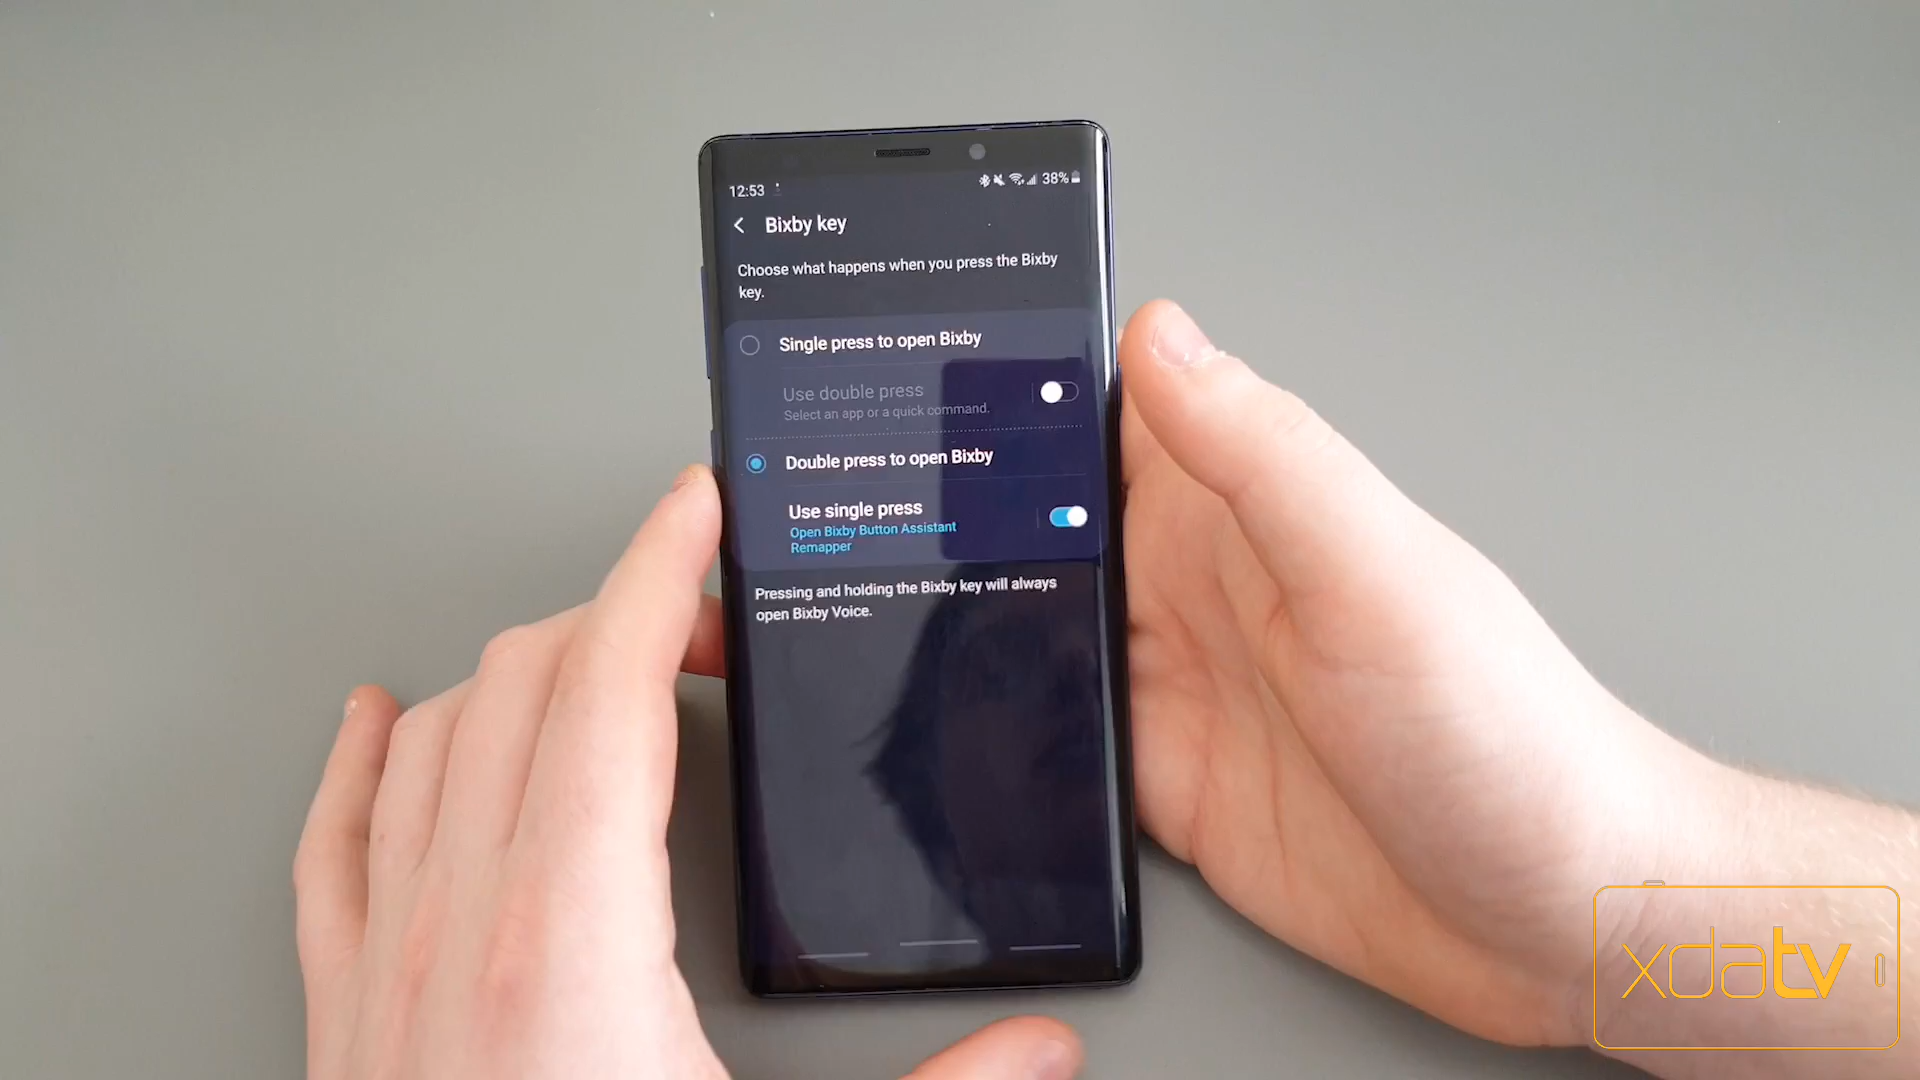 12:53
38%
Bixby key
Choose what happens when you press the Bixby
key.
Single press to open Bixby
Use double press
Select an app or a quick command.
Double press to open Bixby
Use single press
Open Bixby Button Assistant
Remapper
Pressing and holding the Bixby key will always
open Bixby Voice.
xdatv